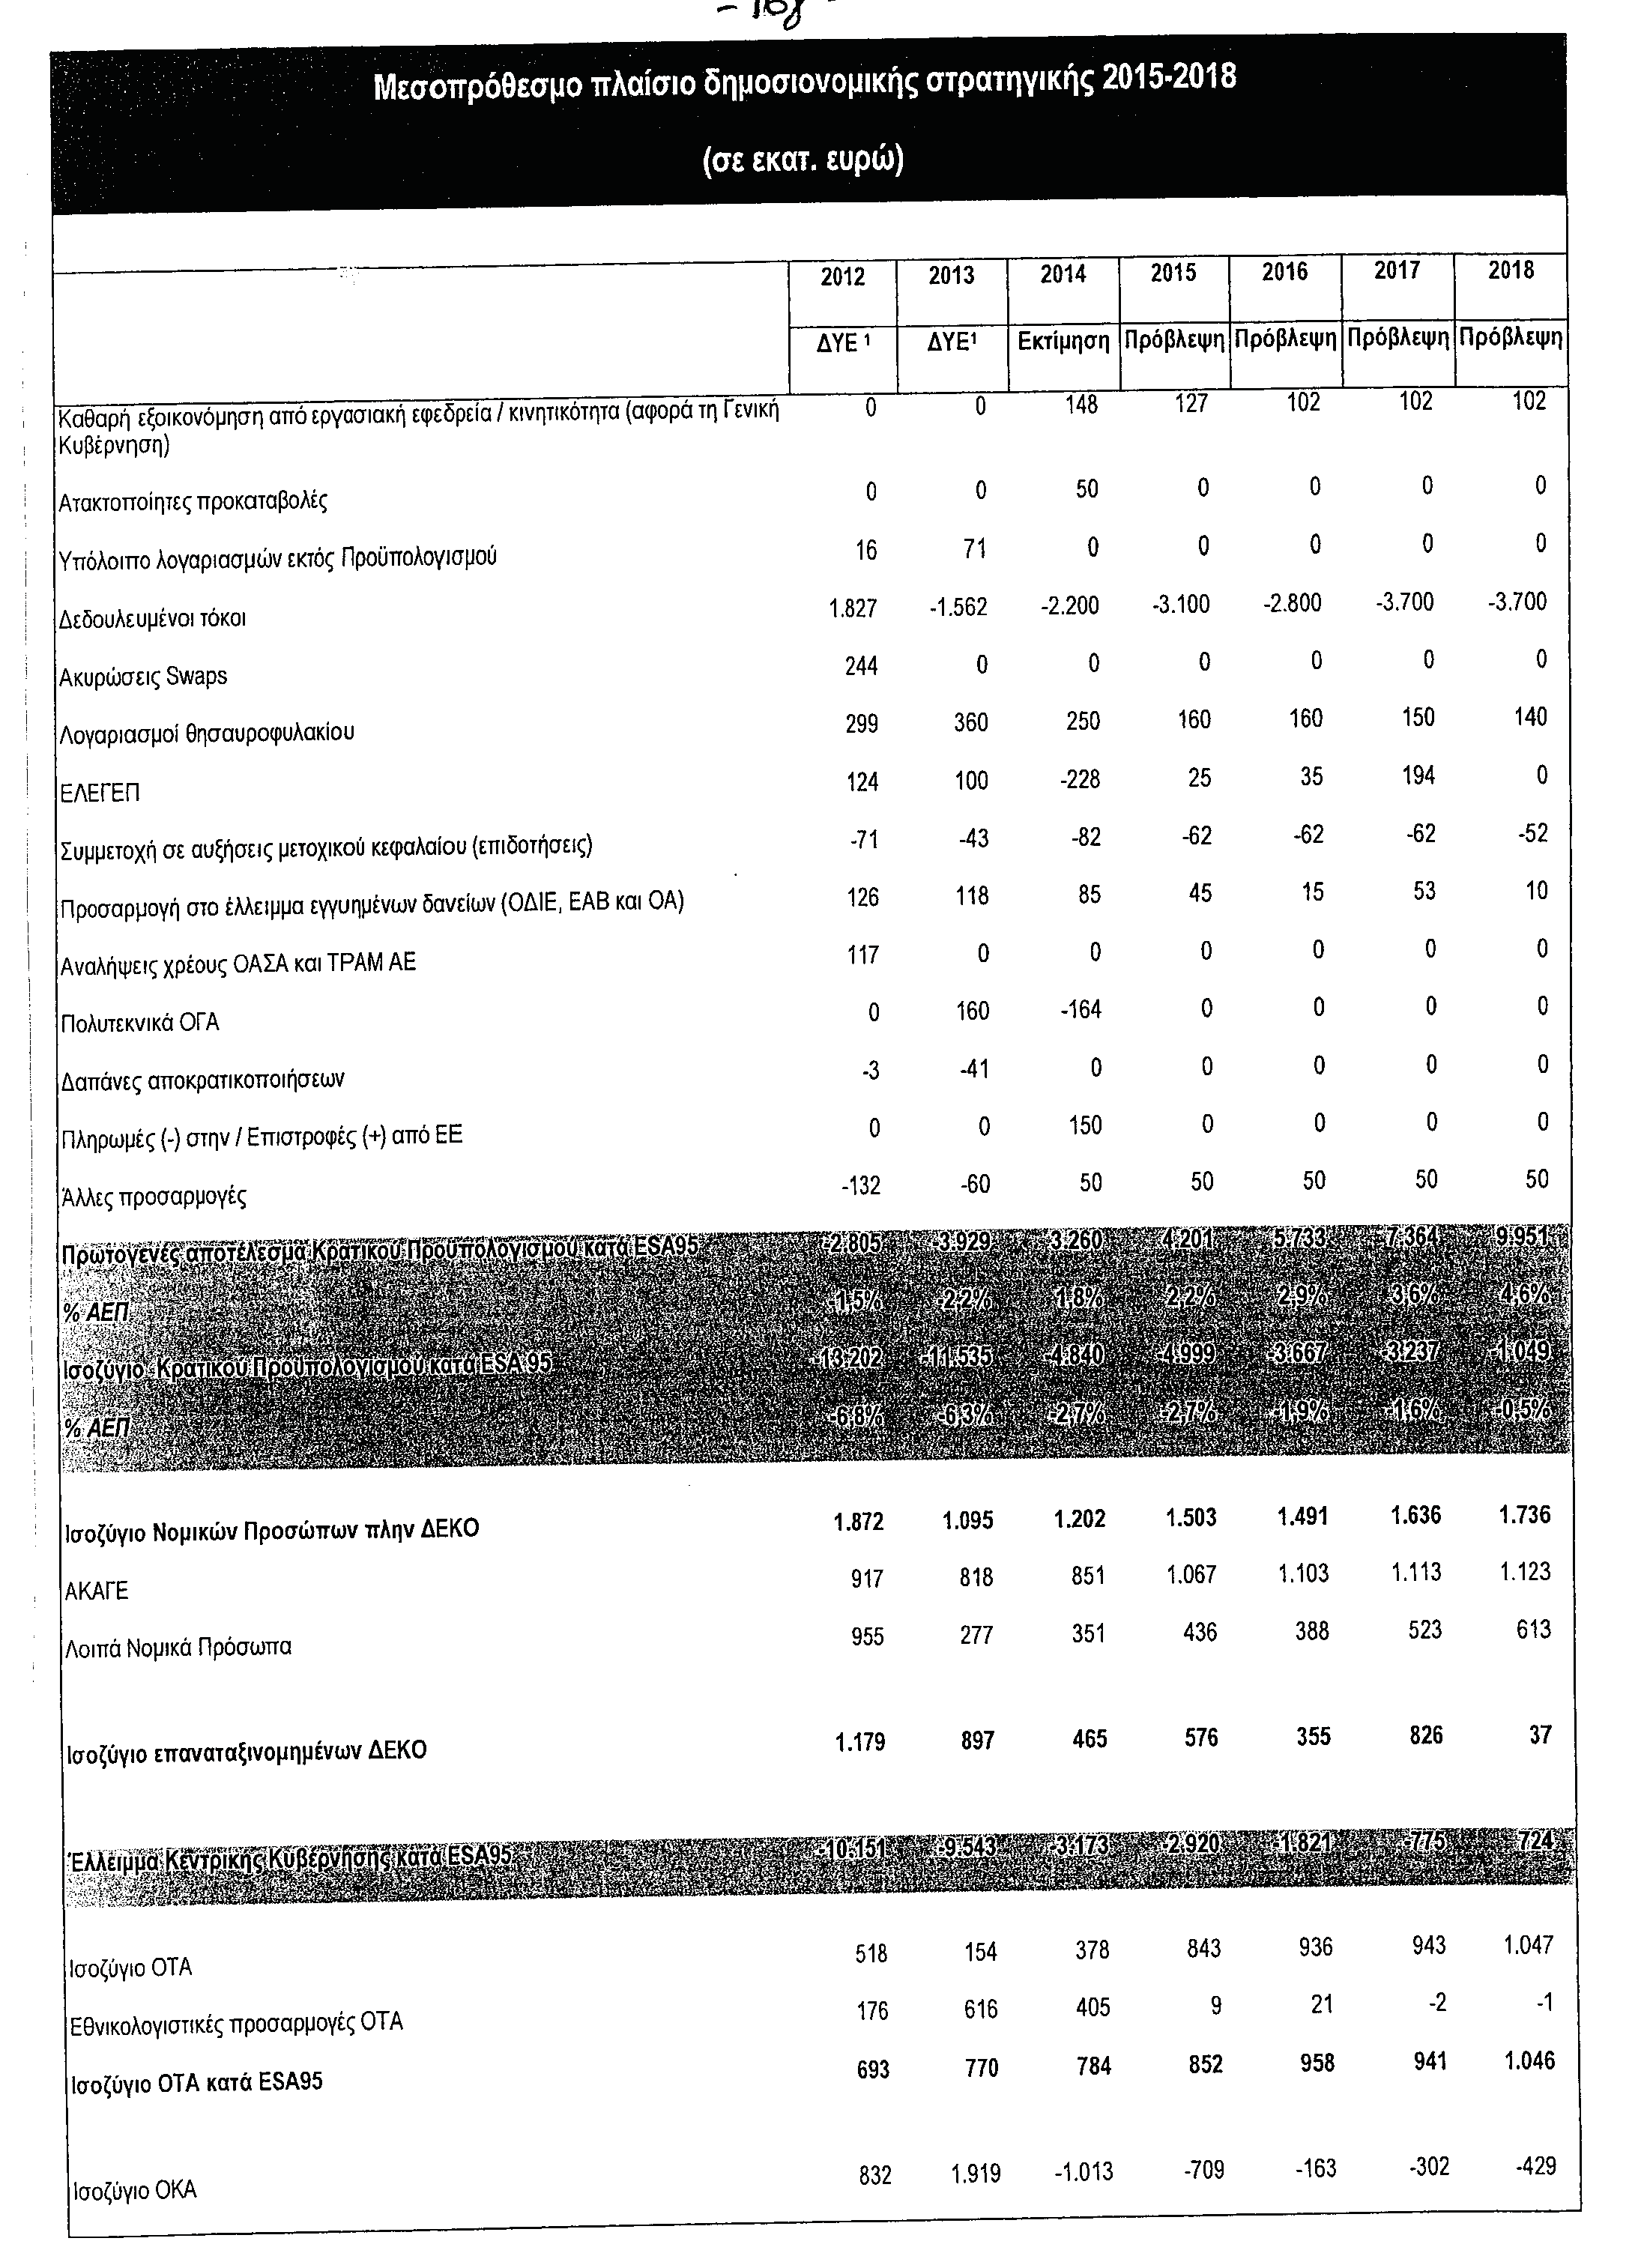 Μεσοπρόθεσμο πλαίσιο δημοσιονομικής στρατηγικής 2015-2018
(σε εκατ. ευρώ)
2012 2013 2014 2015 2016 2017 2018
ΔΥΕ ¹ ΔΥΕ¹ Εκτίμηση Πρόβλεψη Πρόβλεψη Πρόβλεψη Πρόβλεψη
Καθαρή εξοικονόμηση από εργασιακή εφεδρεία / κινητικότητα (αφορά τη Γενική 0 0 148 127 102 102 102
Κυβέρνηση)
Ατακτοποίητες προκαταβολές 0 0 50 0 0 0 0
Υπόλοιπο λογαριασμών εκτός Προϋπολογισμού 16 71 0 0 0 0 0
Δεδουλευμένοι τόκοι 1.827 -1.562 -2.200 -3.100 -2.800 -3.700 -3.700
Ακυρώσεις Swaps 244 0 0 0 0 0 0
Λογαριασμοί θησαυροφυλακίου 299 360 250 160 160 150 140
ΕΛΕΓΕΠ 124 100 -228 25 35 194 0
Συμμετοχή σε αυξήσεις μετοχικού κεφαλαίου (επιδοτήσεις) -71 -43 -82 -62 -62 -62 -52
Προσαρμογή στο έλλειμμα εγγυημένων δανείων (ΟΔΙΕ, ΕΑΒ και ΟΑ) 126 118 85 45 15 53 10
Αναλήψεις χρέους ΟΑΣΑ και ΤΡΑΜ ΑΕ 117 0 0 0 0 0 0
Πολυτεκνικά ΟΓΑ 0 160 -164 0 0 0 0
Δαπάνες αποκρατικοποιήσεων -3 -41 0 0 0 0 0
Πληρωμές (-) στην / Επιστροφές (+) από ΕΕ 0 0 150 0 0 0 0
Άλλες προσαρμογές -132 -60 50 50 50 50 50
Πρωτογενές αποτέλεσμα Κρατικού Προϋπολογισμού κατά ESA95 -2.805 -3.929 3.260 4.201 5.733 7.364 9.951
% ΑΕΠ -1,5% -2,2% 1,8% 2,2% 2,9% 3,6% 4,6%
Ισοζύγιο Κρατικού Προϋπολογισμού κατά ESA 95 -13.202 -11.535 -4.840 -4.999 -3.667 -3.237 -1.049
% ΑΕΠ -6,8% -6,3% -2,7% -2,7% -1,9% -1,6% -0,5%
Ισοζύγιο Νομικών Προσώπων πλην ΔΕΚΟ 1.872 1.095 1.202 1.503 1.491 1.636 1.736
ΑΚΑΓΕ 917 818 851 1.067 1.103 1.113 1.123
Λοιπά Νομικά Πρόσωπα 955 277 351 436 388 523 613
Ισοζύγιο επαναταξινομημένων ΔΕΚΟ 1.179 897 465 576 355 826 37
Έλλειμμα Κεντρικής Κυβέρνησης κατά ESA95 -10.151 -9.543 -3.173 -2.920 -1.821 -775 724
Ισοζύγιο ΟΤΑ 518 154 378 843 936 943 1.047
Εθνικολογιστικές προσαρμογές ΟΤΑ 176 616 405 9 21 -2 -1
Ισοζύγιο ΟΤΑ κατά ESA95 693 770 784 852 958 941 1.046
Ισοζύγιο ΟΚΑ 832 1.919 -1.013 -709 -163 -302 -429